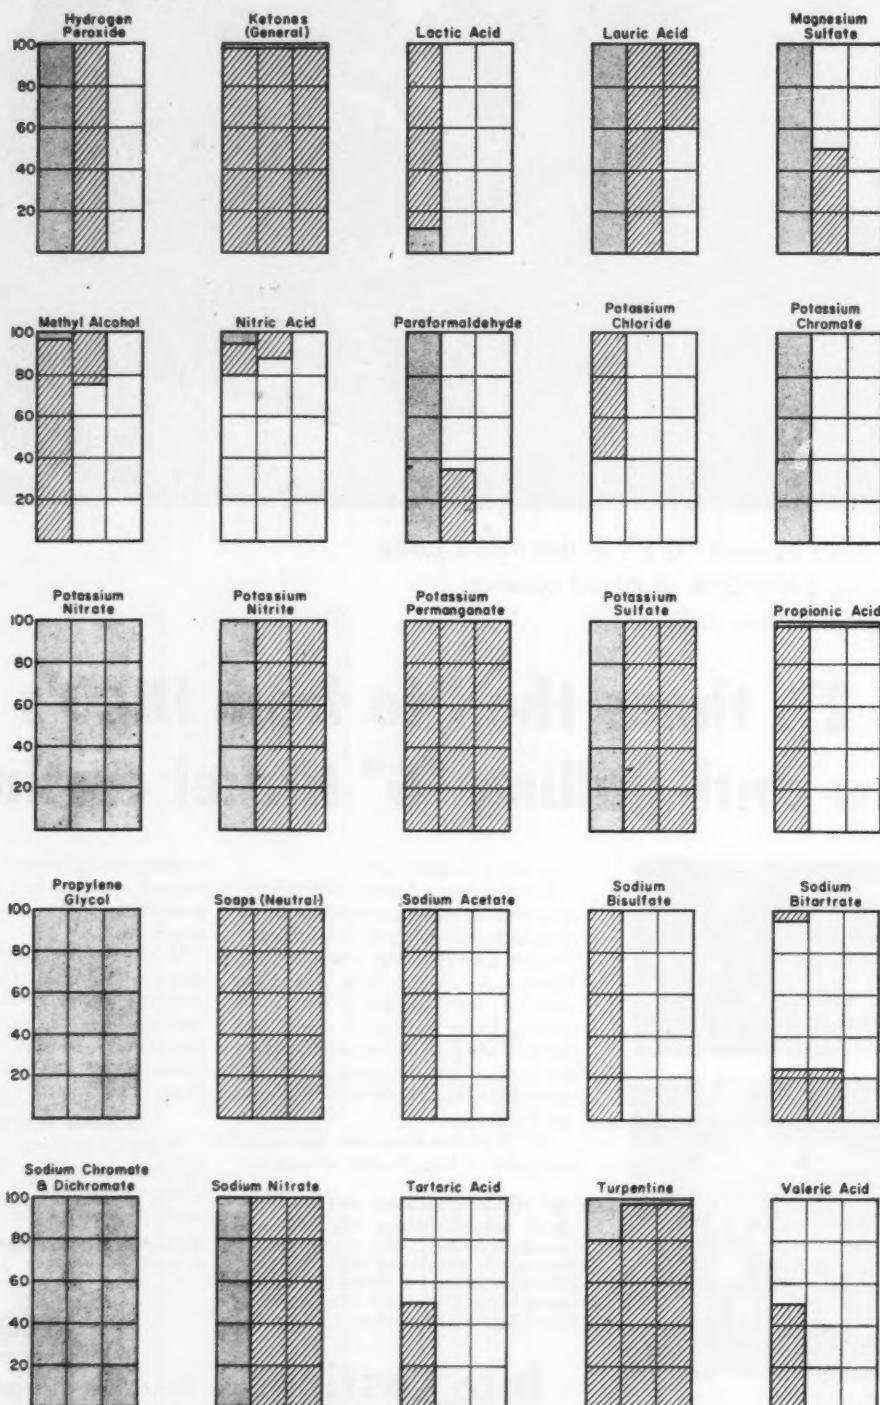 Hydrogen
Peroxide
Ketones
(General)
Lactic Acid
Lauric Acid
Magnesium
Sulfate
100
80
60
40
20
Methyl Alcohol
Nitric Acid
Paraformaldehyde
Potassium
Chloride
Potassium
Chromate
100
80
60
40
20
Potassium
Nitrate
Potassium
Nitrite
Potassium
Permanganate
Potassium
Sulfate
Propionic Acid
100
80
60
40
20
Propylene
Glycol
Soaps (Neutral)
Sodium Acetate
Sodium
Bisulfate
Sodium
Bitartrate
100
80
60
40
20
Sodium Chromate
& Dichromate
Sodium Nitrate
Tartaric Acid
Turpentine
Valeric Acid
100
80
60
40
20